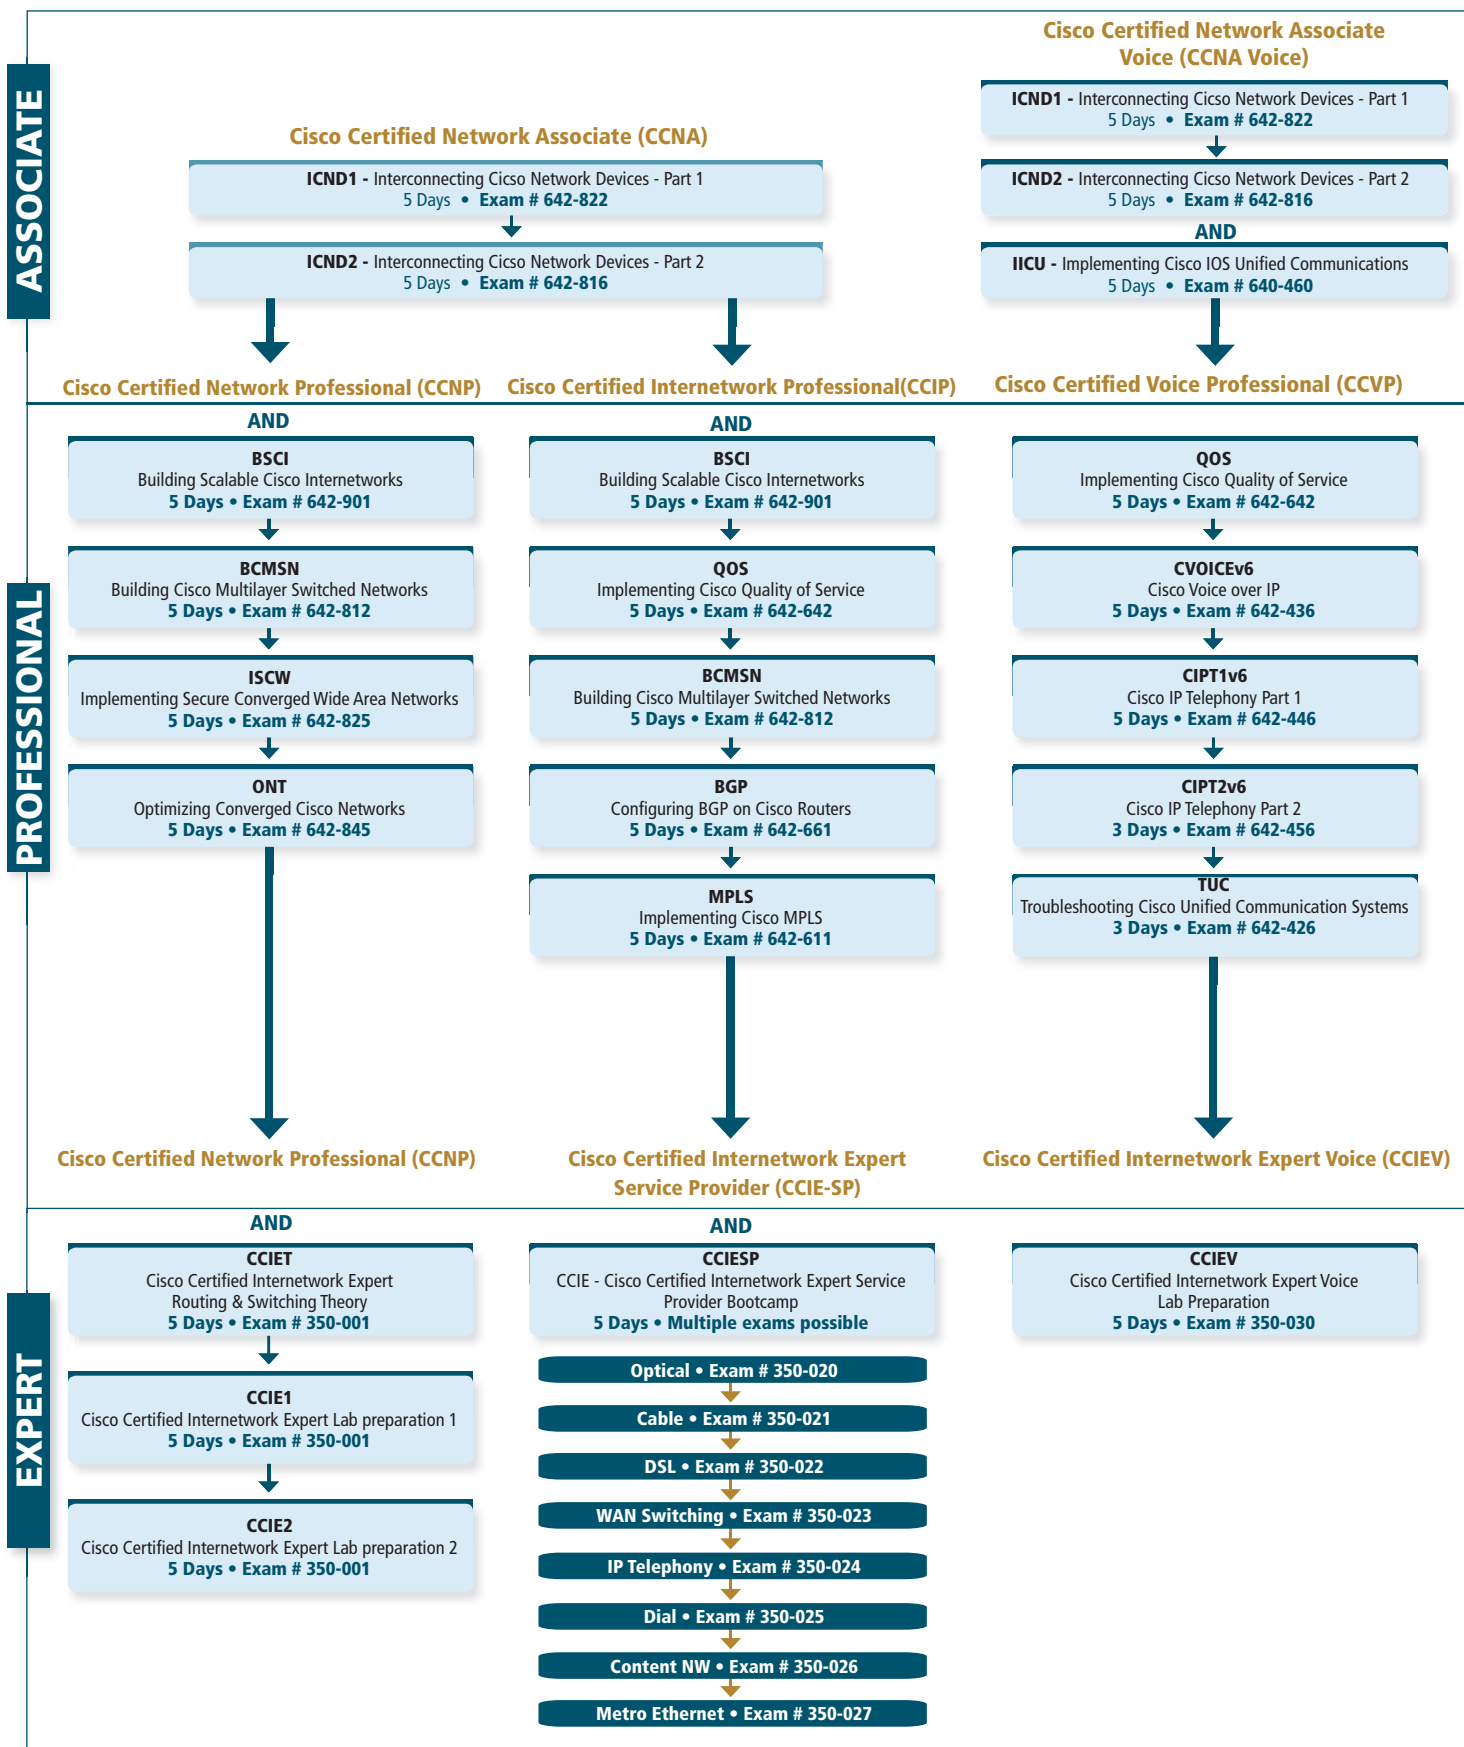 ASSOCIATE
Cisco Certified Network Associate (CCNA)
ICND1 - Interconnecting Cicso Network Devices - Part 1
5 Days • Exam # 642-822
ICND2 - Interconnecting Cicso Network Devices - Part 2
5 Days • Exam # 642-816
Cisco Certified Network Associate
Voice (CCNA Voice)
ICND1 - Interconnecting Cicso Network Devices - Part 1
5 Days • Exam # 642-822
ICND2 - Interconnecting Cicso Network Devices - Part 2
5 Days • Exam # 642-816
AND
IICU - Implementing Cisco IOS Unified Communications
5 Days • Exam # 640-460
PROFESSIONAL
Cisco Certified Network Professional (CCNP)
AND
BSCI
Building Scalable Cisco Internetworks
5 Days • Exam # 642-901
BCMSN
Building Cisco Multilayer Switched Networks
5 Days • Exam # 642-812
ISCW
Implementing Secure Converged Wide Area Networks
5 Days • Exam # 642-825
ONT
Optimizing Converged Cisco Networks
5 Days • Exam # 642-845
Cisco Certified Internetwork Professional(CCIP)
AND
BSCI
Building Scalable Cisco Internetworks
5 Days • Exam # 642-901
QOS
Implementing Cisco Quality of Service
5 Days • Exam # 642-642
BCMSN
Building Cisco Multilayer Switched Networks
5 Days • Exam # 642-812
BGP
Configuring BGP on Cisco Routers
5 Days • Exam # 642-661
MPLS
Implementing Cisco MPLS
5 Days • Exam # 642-611
Cisco Certified Voice Professional (CCVP)
QOS
Implementing Cisco Quality of Service
5 Days • Exam # 642-642
CVOICEv6
Cisco Voice over IP
5 Days • Exam # 642-436
CIPT1v6
Cisco IP Telephony Part 1
5 Days • Exam # 642-446
CIPT2v6
Cisco IP Telephony Part 2
3 Days • Exam # 642-456
TUC
Troubleshooting Cisco Unified Communication Systems
3 Days • Exam # 642-426
EXPERT
Cisco Certified Network Professional (CCNP)
AND
CCIET
Cisco Certified Internetwork Expert
Routing & Switching Theory
5 Days • Exam # 350-001
CCIE1
Cisco Certified Internetwork Expert Lab preparation 1
5 Days • Exam # 350-001
CCIE2
Cisco Certified Internetwork Expert Lab preparation 2
5 Days • Exam # 350-001
Cisco Certified Internetwork Expert
Service Provider (CCIE-SP)
AND
CCIESP
CCIE - Cisco Certified Internetwork Expert Service
Provider Bootcamp
5 Days • Multiple exams possible
Optical • Exam # 350-020
Cable • Exam # 350-021
DSL • Exam # 350-022
WAN Switching • Exam # 350-023
IP Telephony • Exam # 350-024
Dial • Exam # 350-025
Content NW • Exam # 350-026
Metro Ethernet • Exam # 350-027
Cisco Certified Internetwork Expert Voice (CCIEV)
CCIEV
Cisco Certified Internetwork Expert Voice
Lab Preparation
5 Days • Exam # 350-030